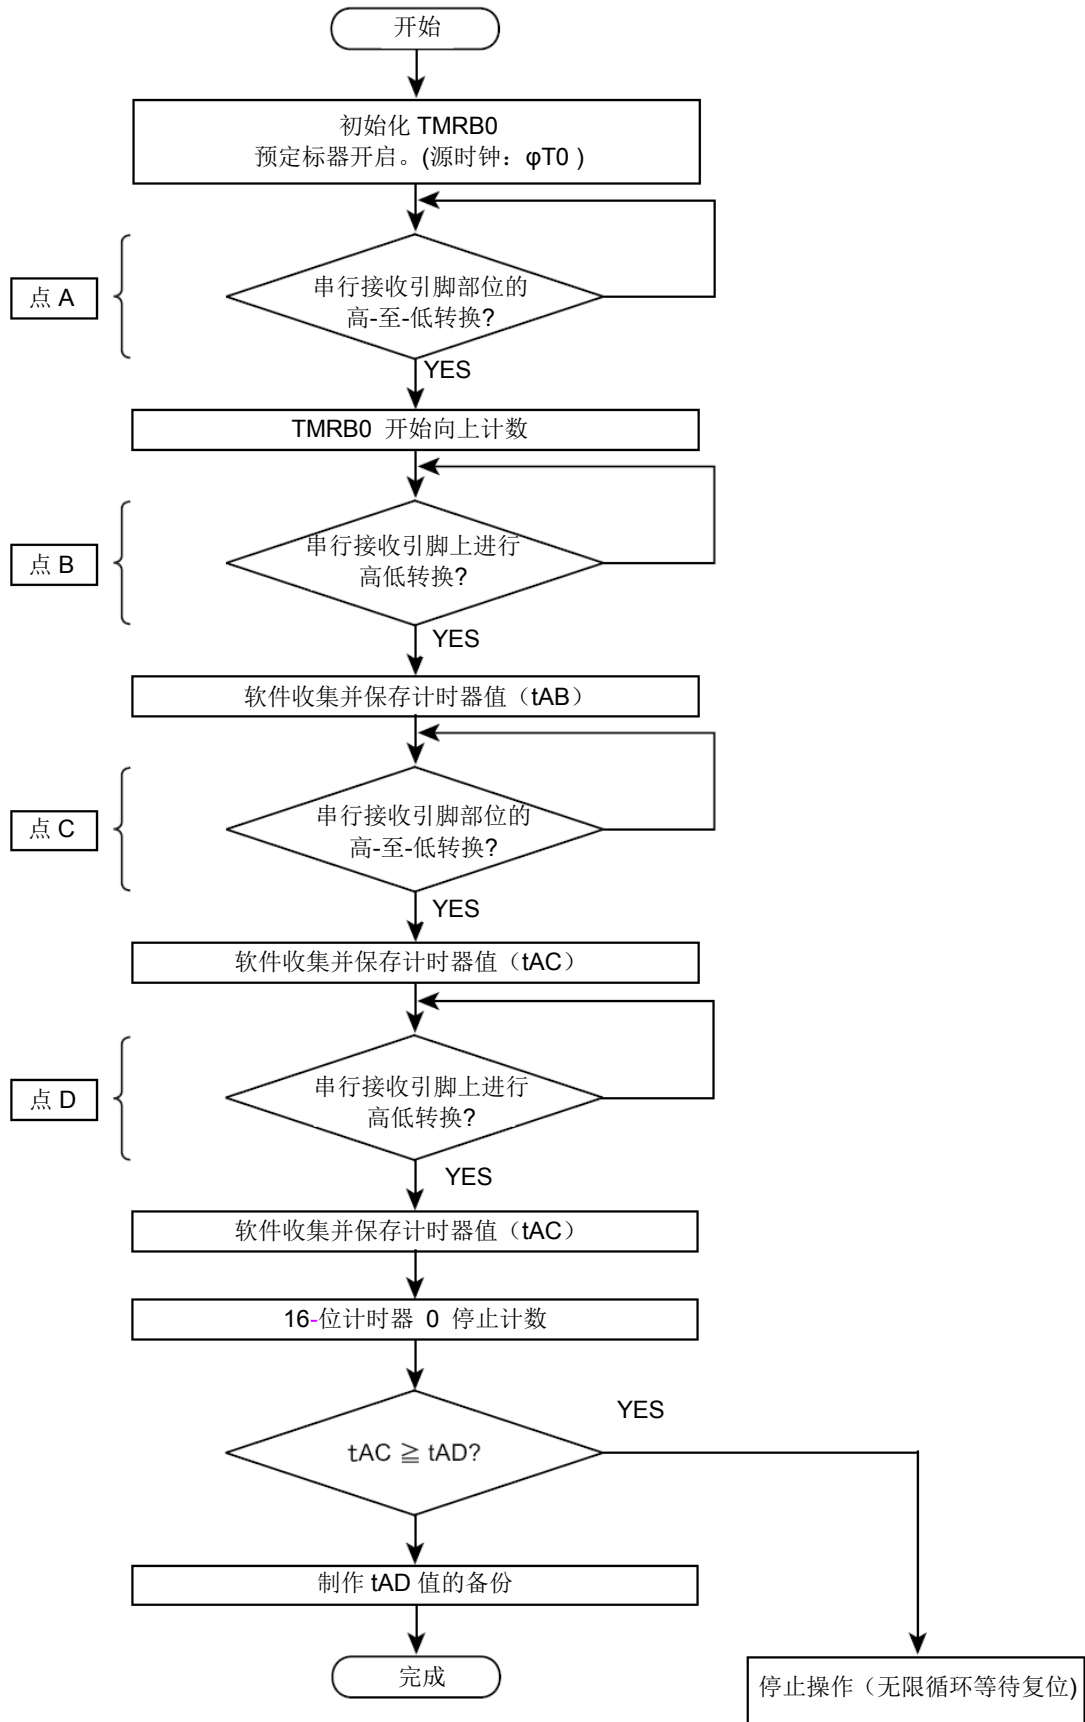 开始
初始化 TMRB0
预定标器开启。(源时钟：φT0 )
点 A
串行接收引脚部位的
高-至-低转换?
YES
TMRB0 开始向上计数
点 B
串行接收引脚上进行
高低转换?
YES
软件收集并保存计时器值（tAB）
点 C
串行接收引脚部位的
高-至-低转换?
YES
软件收集并保存计时器值（tAC）
点 D
串行接收引脚上进行
高低转换?
YES
软件收集并保存计时器值（tAC）
16-位计时器 0 停止计数
YES
tAC ≧ tAD?
制作 tAD 值的备份
完成
停止操作（无限循环等待复位)